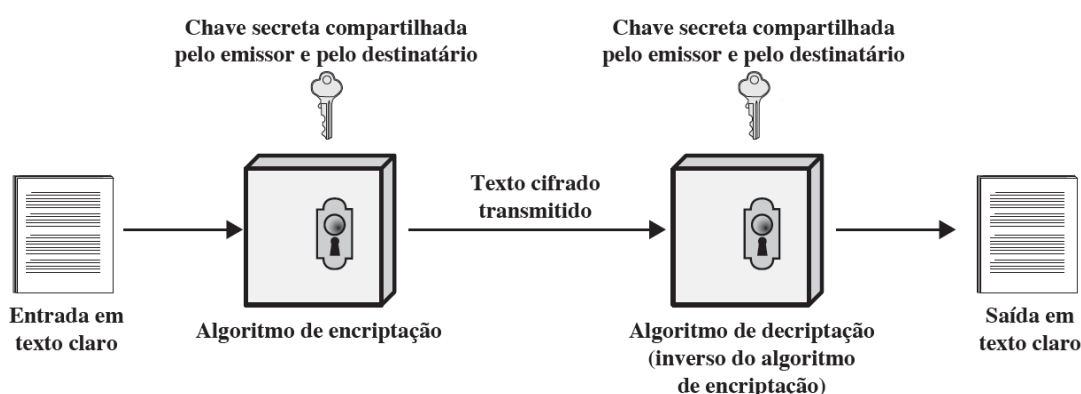 Chave secreta compartilhada
pelo emissor e pelo destinatário
Chave secreta compartilhada
pelo emissor e pelo destinatário
Texto cifrado
transmitido
Entrada em
texto claro
Algoritmo de encriptação
Algoritmo de decriptação
(inverso do algoritmo
de encriptação)
Saída em
texto claro